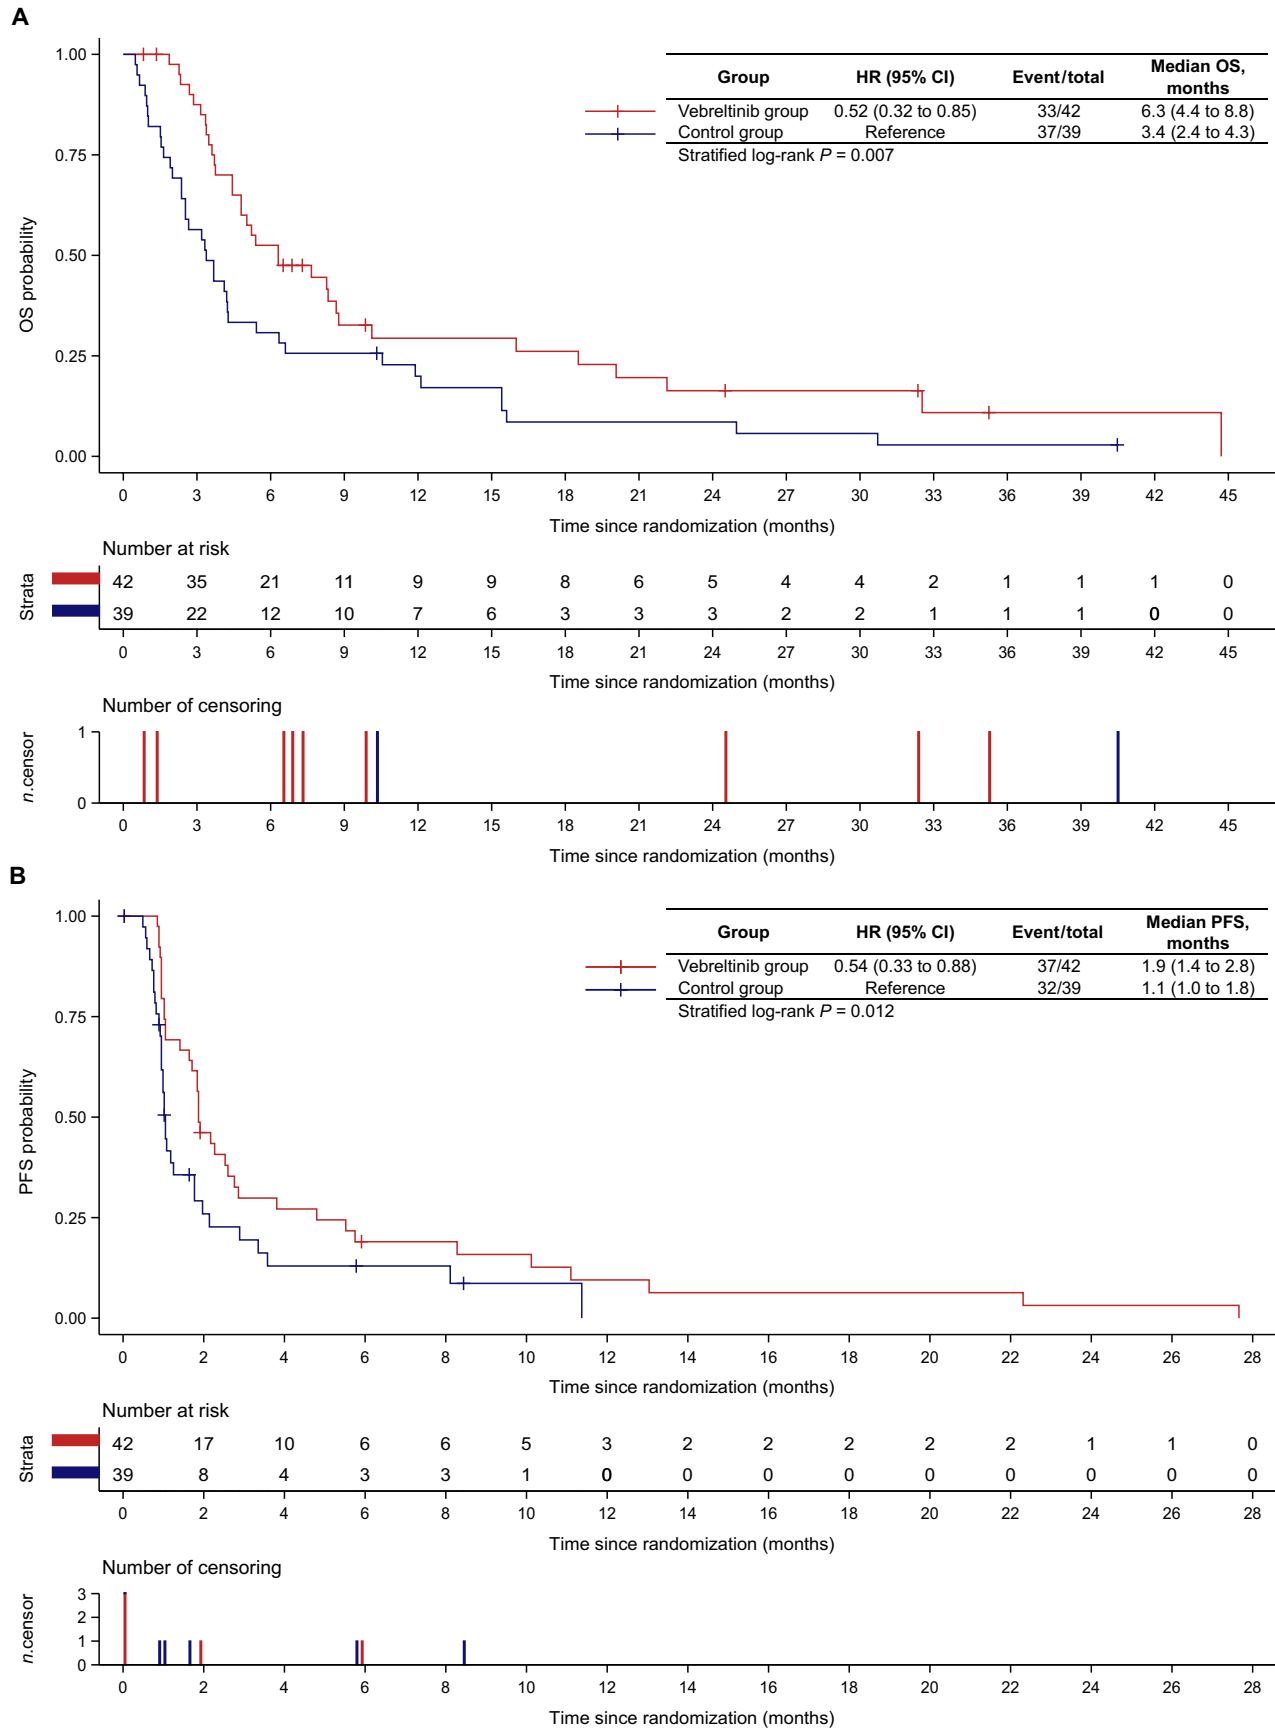 A
1.00
0.75
0.50
0.25
0.00
OS probability
Group HR (95% CI) Event/total Median OS,
months
Vebreltinib group 0.52 (0.32 to 0.85) 33/42 6.3 (4.4 to 8.8)
Control group Reference 37/39 3.4 (2.4 to 4.3)
Stratified log-rank P = 0.007
0 3 6 9 12 15 18 21 24 27 30 33 36 39 42 45
Time since randomization (months)
Number at risk
Strata
42 35 21 11 9 9 8 6 5 4 4 2 1 1 1 0
39 22 12 10 7 6 3 3 3 2 2 1 1 1 0 0
0 3 6 9 12 15 18 21 24 27 30 33 36 39 42 45
Time since randomization (months)
Number of censoring
n.censor
1
0
0 3 6 9 12 15 18 21 24 27 30 33 36 39 42 45
Time since randomization (months)
B
1.00
0.75
0.50
0.25
0.00
PFS probability
Group HR (95% CI) Event/total Median PFS,
months
Vebreltinib group 0.54 (0.33 to 0.88) 37/42 1.9 (1.4 to 2.8)
Control group Reference 32/39 1.1 (1.0 to 1.8)
Stratified log-rank P = 0.012
0 2 4 6 8 10 12 14 16 18 20 22 24 26 28
Time since randomization (months)
Number at risk
Strata
42 17 10 6 6 5 3 2 2 2 2 2 1 1 0
39 8 4 3 3 1 0 0 0 0 0 0 0 0 0
0 2 4 6 8 10 12 14 16 18 20 22 24 26 28
Time since randomization (months)
Number of censoring
n.censor
3
2
1
0
0 2 4 6 8 10 12 14 16 18 20 22 24 26 28
Time since randomization (months)